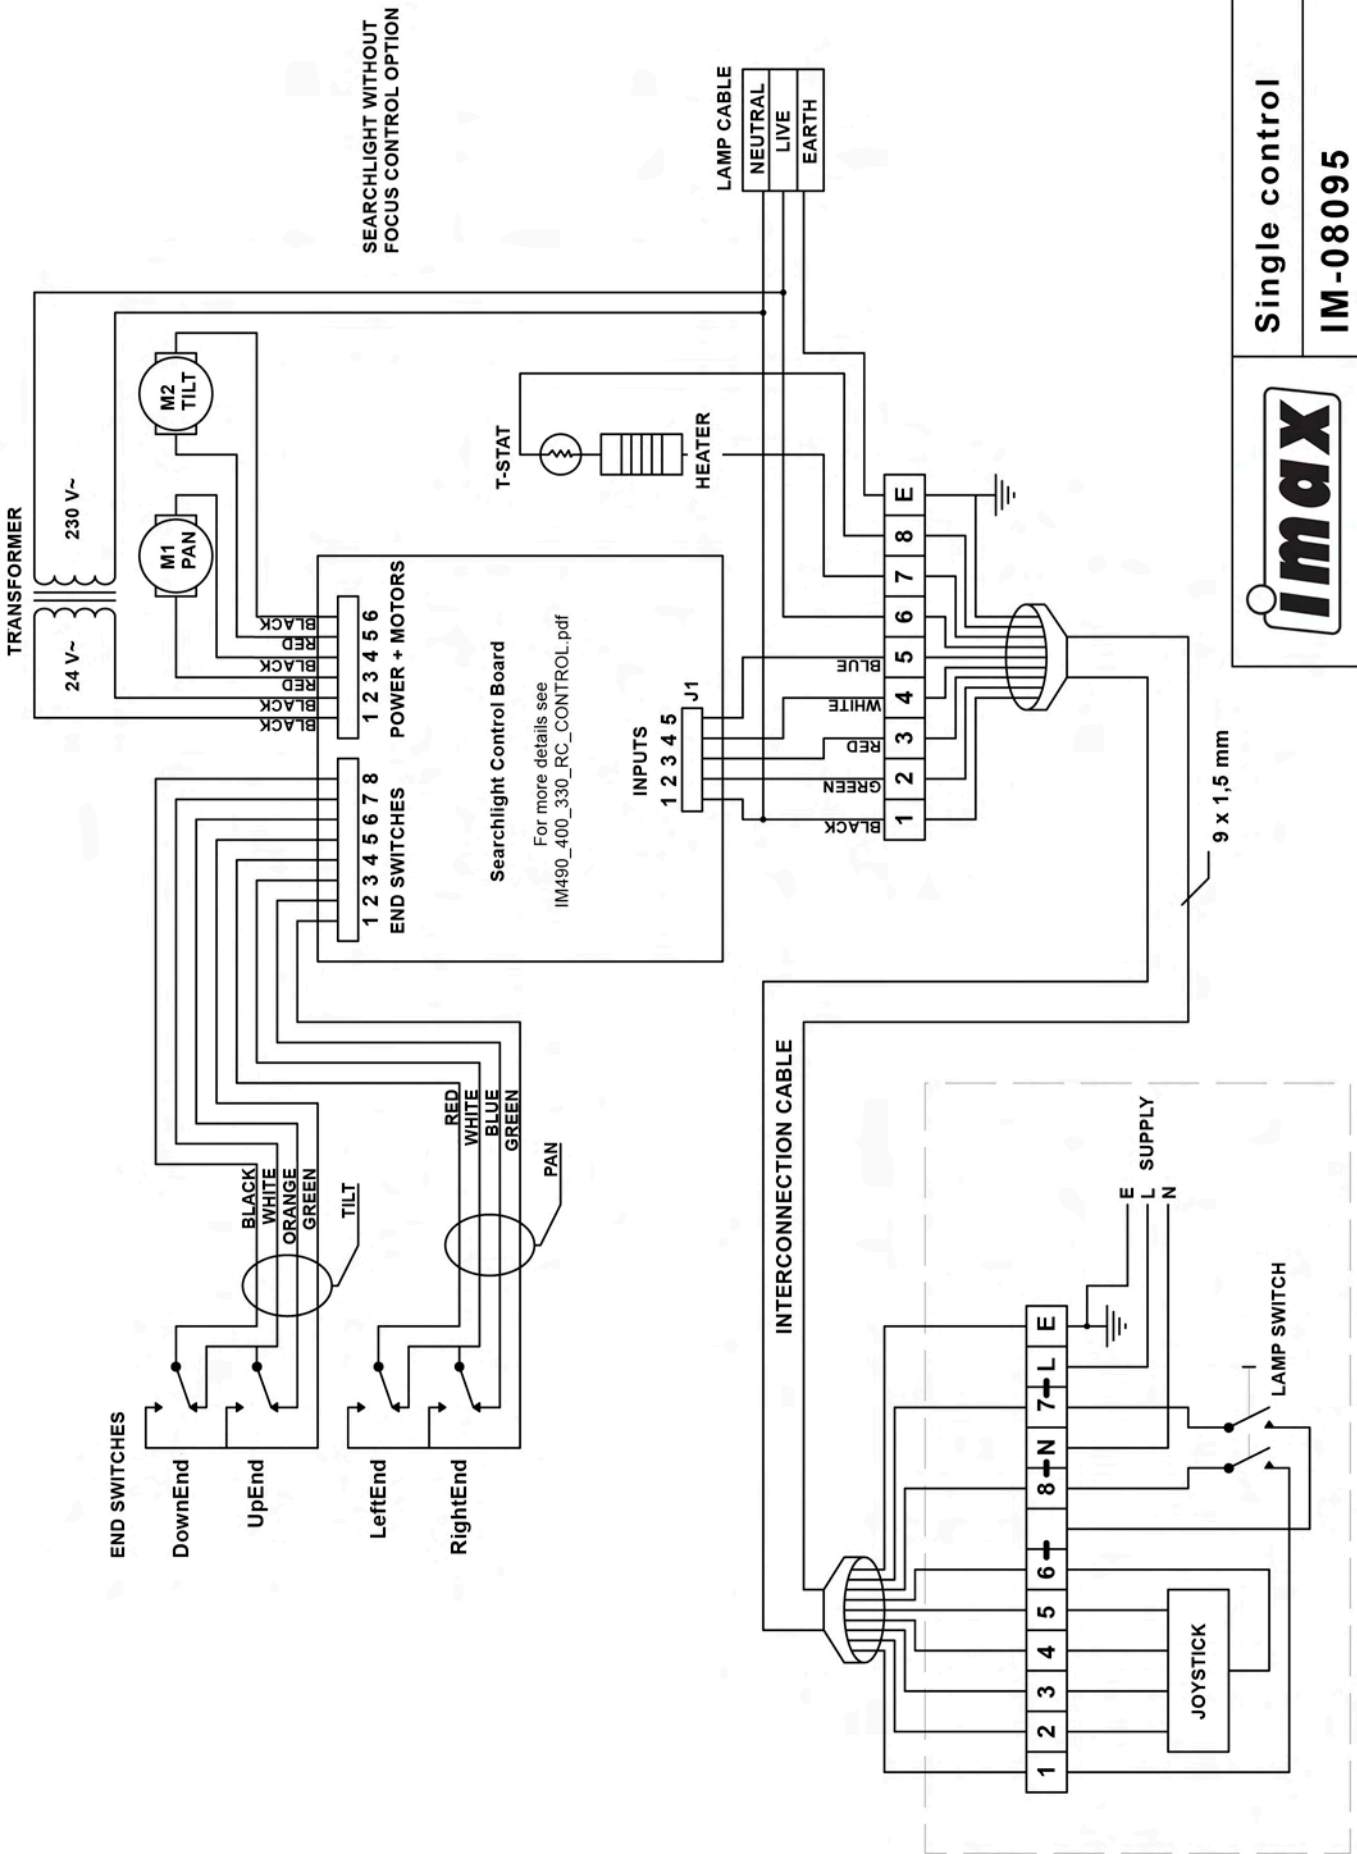 TRANSFORMER
24 V~
230 V~
M1
PAN
M2
TILT
SEARCHLIGHT WITHOUT
FOCUS CONTROL OPTION
END SWITCHES
DownEnd
UpEnd
LeftEnd
RightEnd
BLACK
WHITE
ORANGE
GREEN
TILT
RED
WHITE
BLUE
GREEN
PAN
1 2 3 4 5 6 7 8
END SWITCHES
BLACK
BLACK
RED
BLACK
RED
BLACK
1 2 3 4 5 6
POWER + MOTORS
Searchlight Control Board
For more details see
IM490_400_330_RC_CONTROL.pdf
INPUTS
1 2 3 4 5
J1
T-STAT
HEATER
LAMP CABLE
NEUTRAL
LIVE
EARTH
BLACK
GREEN
RED
WHITE
BLUE
1 2 3 4 5 6 7 8 E
INTERCONNECTION CABLE
9 x 1,5 mm
1 2 3 4 5 6 8 N 7 L E
JOYSTICK
LAMP SWITCH
E
L
N
SUPPLY
imax
Single control
IM-08095